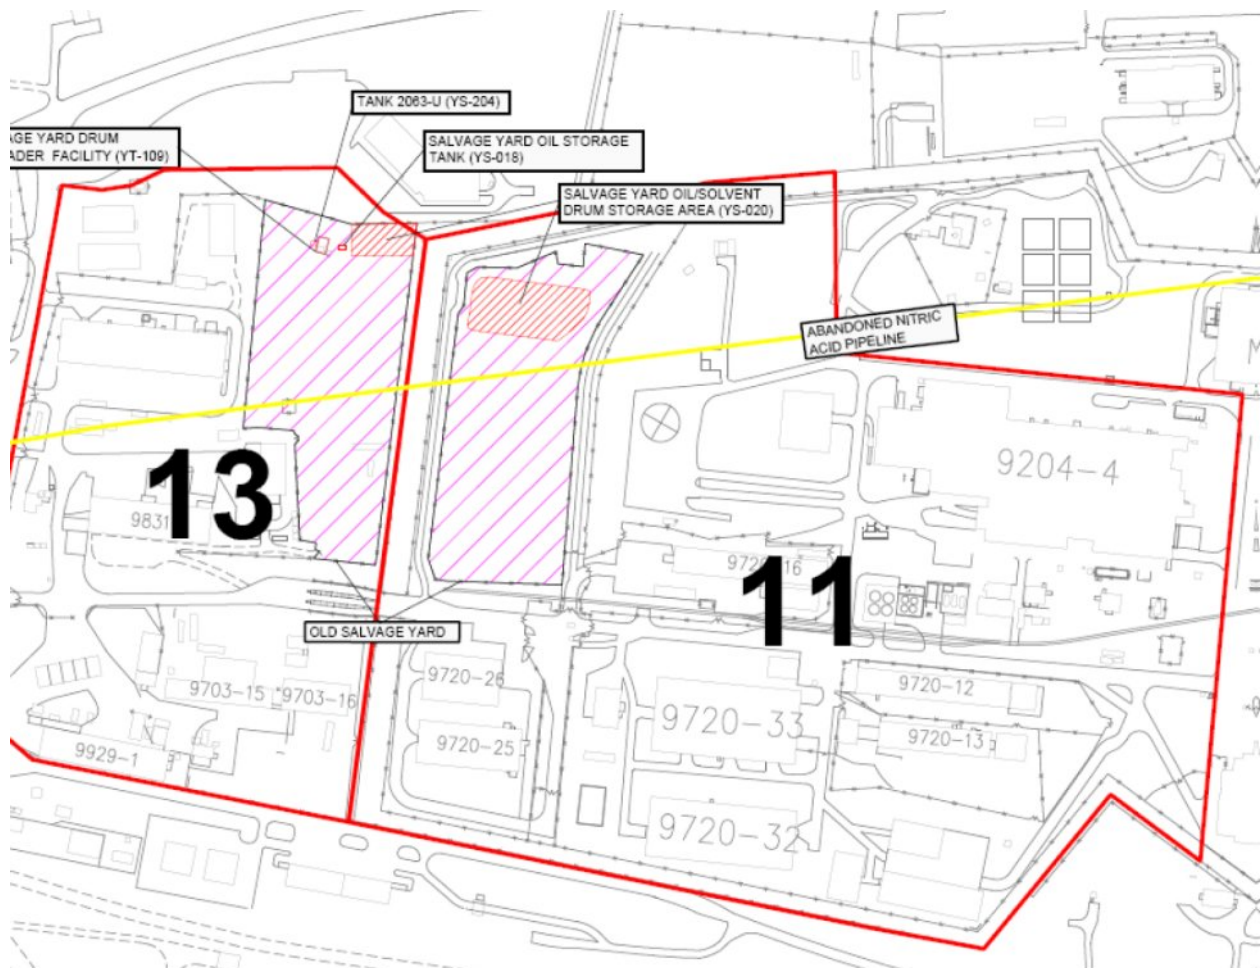 TANK 2063-U (YS-204)
AGE YARD DRUM
ADER FACILITY (YT-109)
SALVAGE YARD OIL STORAGE
TANK (YS-018)
SALVAGE YARD OIL/SOLVENT
DRUM STORAGE AREA (YS-020)
ABANDONED NITRIC
ACID PIPELINE
M
9204-4
13
9831
11
OLD SALVAGE YARD
9720-26
9703-15
9703-16
9720-12
9720-33
9720-13
9720-25
9929-1
9720-32